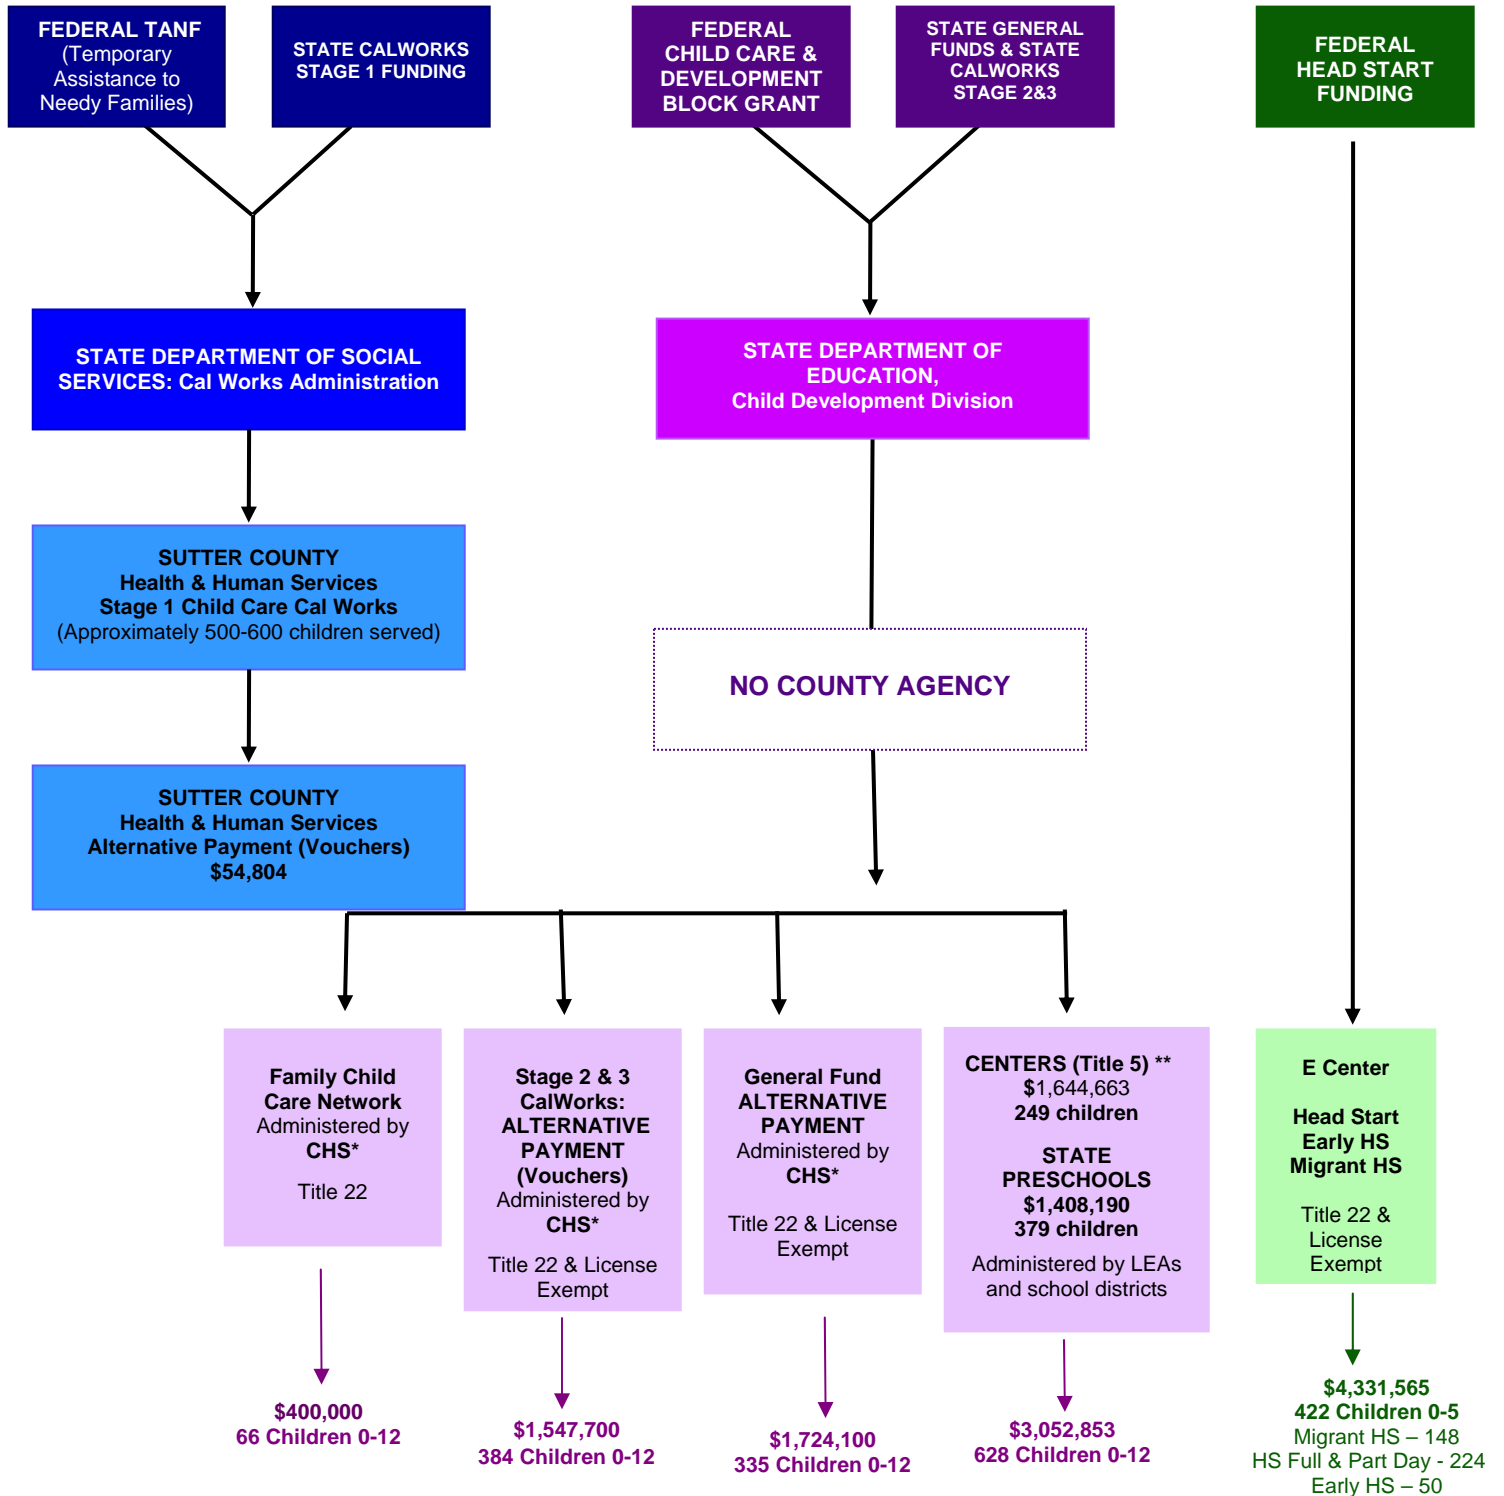 FEDERAL TANF
(Temporary
Assistance to
Needy Families)
STATE CALWORKS
STAGE 1 FUNDING
FEDERAL
CHILD CARE &
DEVELOPMENT
BLOCK GRANT
STATE GENERAL
FUNDS & STATE
CALWORKS
STAGE 2&3
FEDERAL
HEAD START
FUNDING
STATE DEPARTMENT OF SOCIAL
SERVICES: Cal Works Administration
STATE DEPARTMENT OF
EDUCATION,
Child Development Division
SUTTER COUNTY
Health & Human Services
Stage 1 Child Care Cal Works
(Approximately 500-600 children served)
NO COUNTY AGENCY
SUTTER COUNTY
Health & Human Services
Alternative Payment (Vouchers)
$54,804
Family Child
Care Network
Administered by
CHS*
Title 22
Stage 2 & 3
CalWorks:
ALTERNATIVE
PAYMENT
(Vouchers)
Administered by
CHS*
Title 22 & License
Exempt
General Fund
ALTERNATIVE
PAYMENT
Administered by
CHS*
Title 22 & License
Exempt
CENTERS (Title 5) **
$1,644,663
249 children
STATE
PRESCHOOLS
$1,408,190
379 children
Administered by LEAs
and school districts
E Center
Head Start
Early HS
Migrant HS
Title 22 &
License
Exempt
$400,000
66 Children 0-12
$1,547,700
384 Children 0-12
$1,724,100
335 Children 0-12
$3,052,853
628 Children 0-12
$4,331,565
422 Children 0-5
Migrant HS – 148
HS Full & Part Day - 224
Early HS – 50